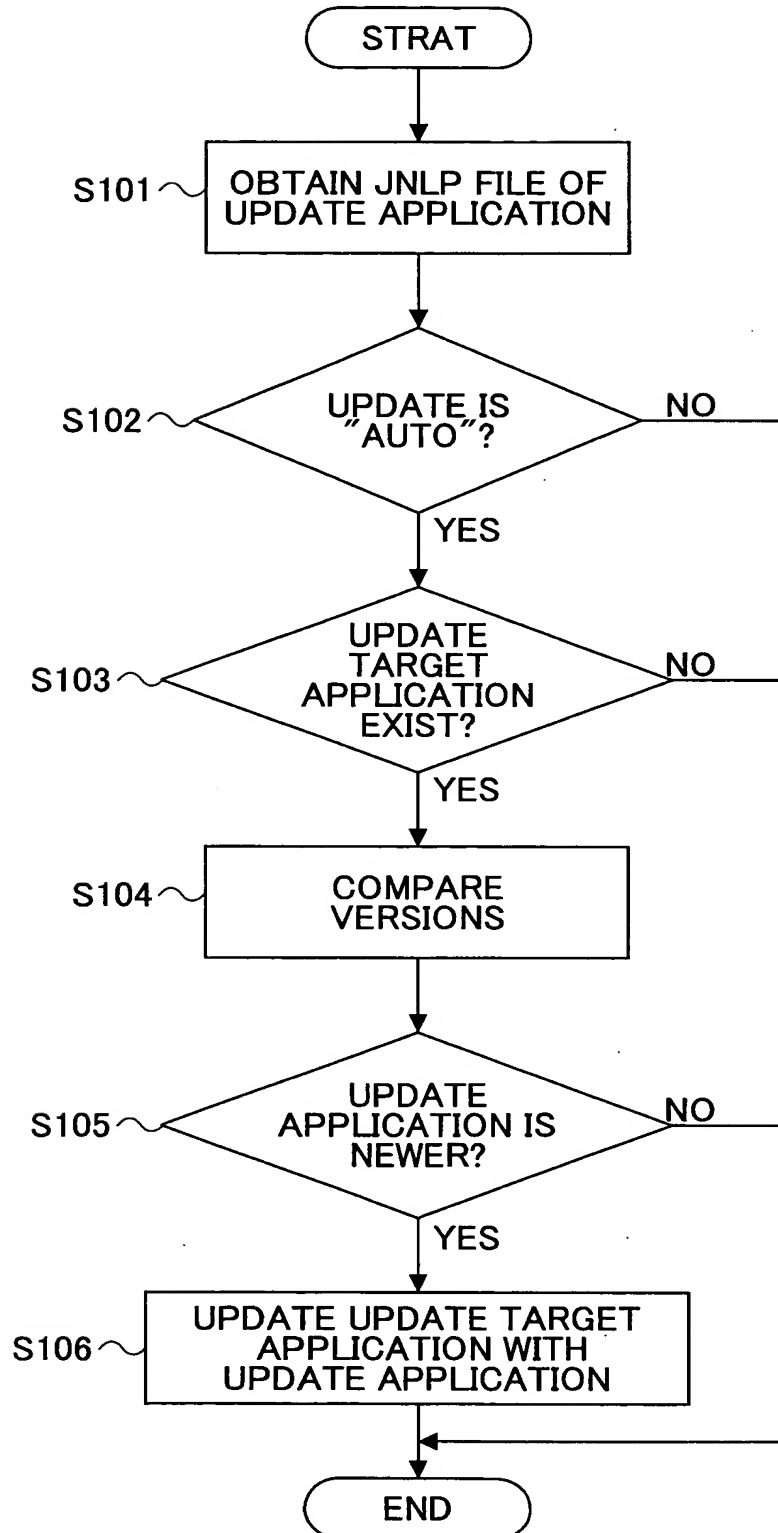 STRAT
S101
OBTAIN JNLP FILE OF
UPDATE APPLICATION
S102
UPDATE IS
"AUTO"?
NO
YES
S103
UPDATE
TARGET
APPLICATION
EXIST?
NO
YES
S104
COMPARE
VERSIONS
S105
UPDATE
APPLICATION IS
NEWER?
NO
YES
S106
UPDATE UPDATE TARGET
APPLICATION WITH
UPDATE APPLICATION
END